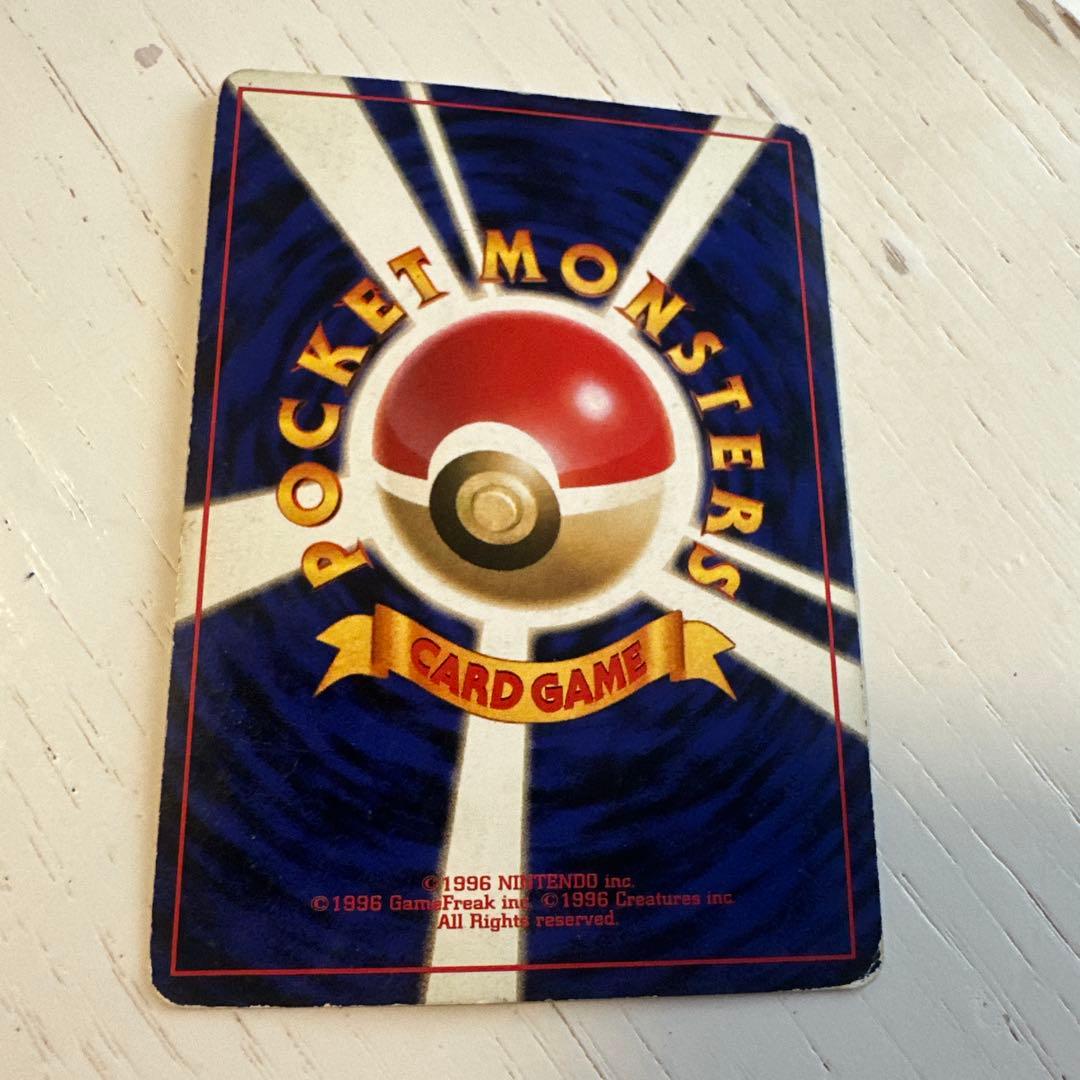 POCKET MONSTERS
CARD GAME
©1996 NINTENDO inc.
©1996 GameFreak inc. ©1996 Creatures inc.
All Rights reserved.